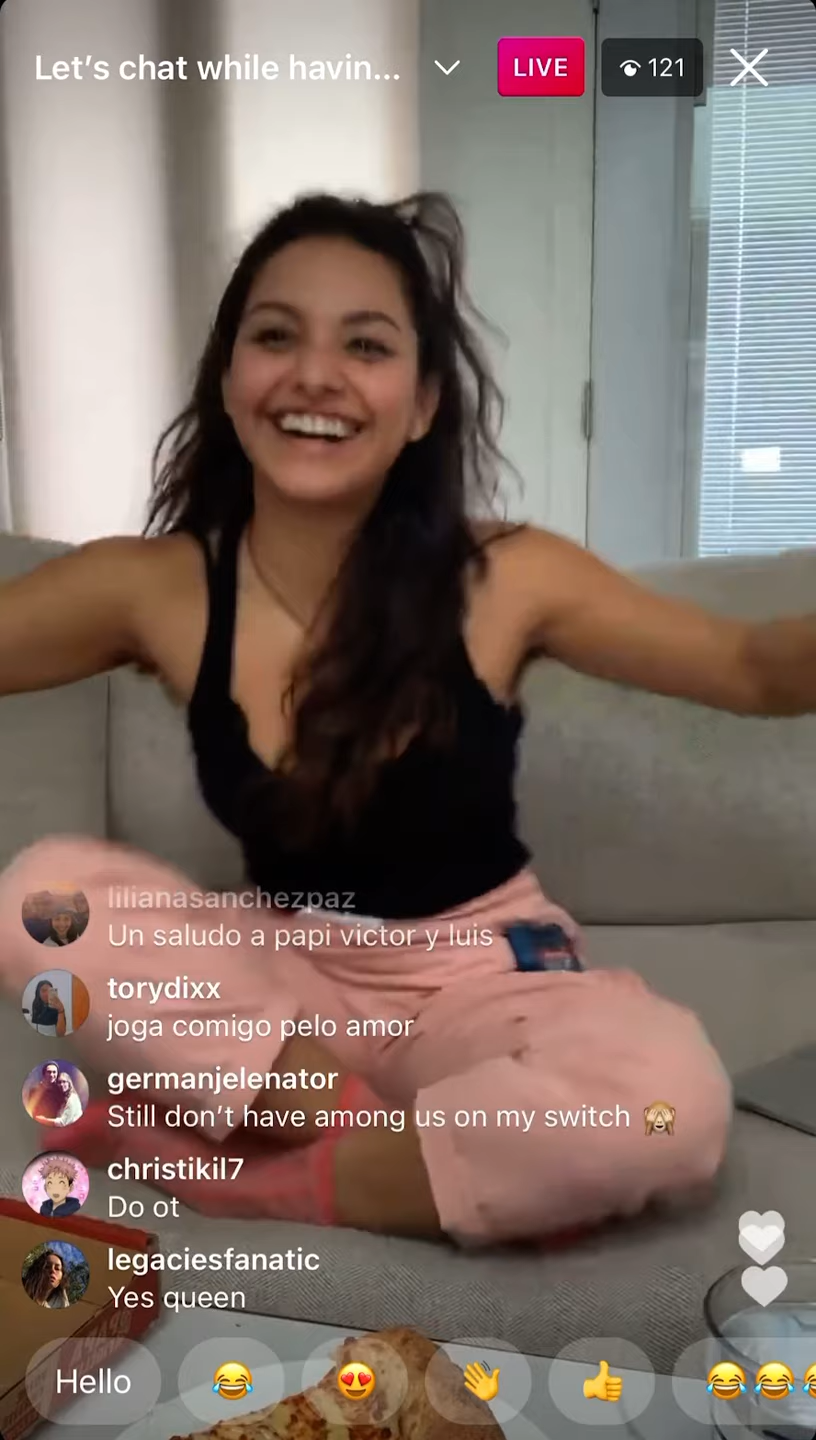 Let’s chat while havin...
LIVE
121
lilianasanchezpaz
Un saludo a papi victor y luis
torydixx
joga comigo pelo amor
germanjelenator
Still don’t have among us on my switch 🙈
christikil7
Do ot
legaciesfanatic
Yes queen
Hello 😂 😍 👋 👍 😂😂